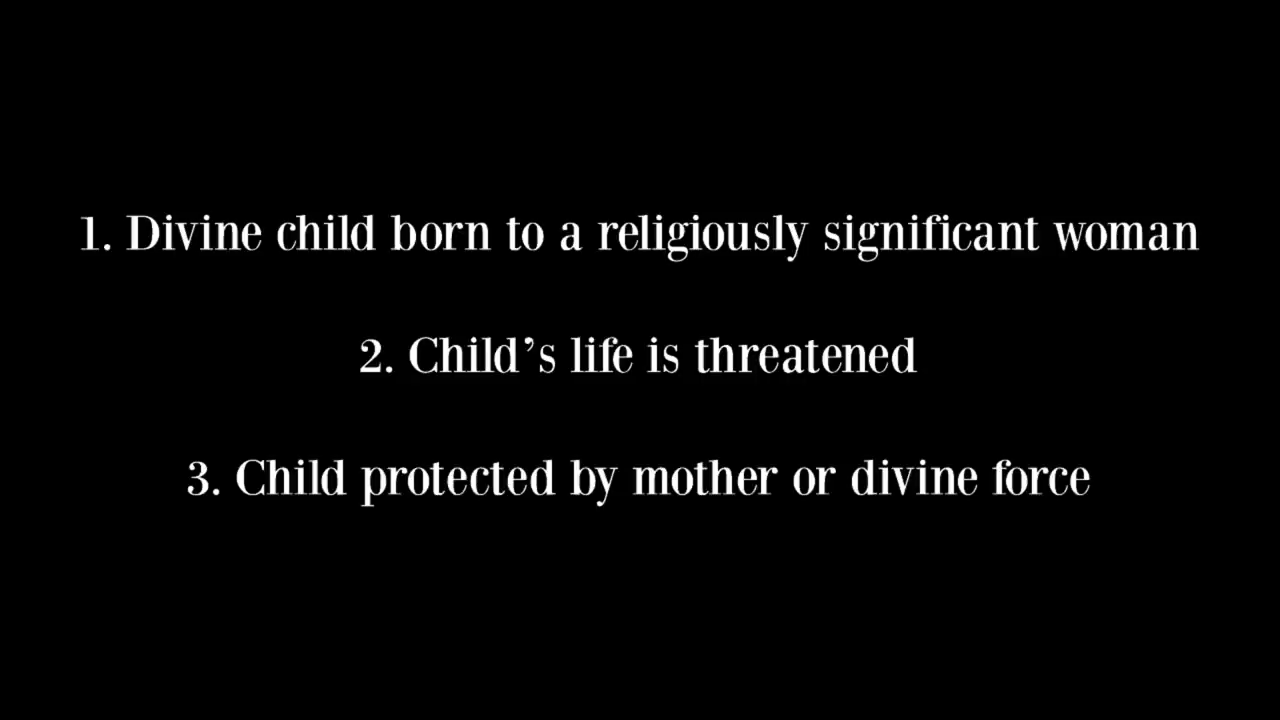 1. Divine child born to a religiously significant woman
2. Child’s life is threatened
3. Child protected by mother or divine force